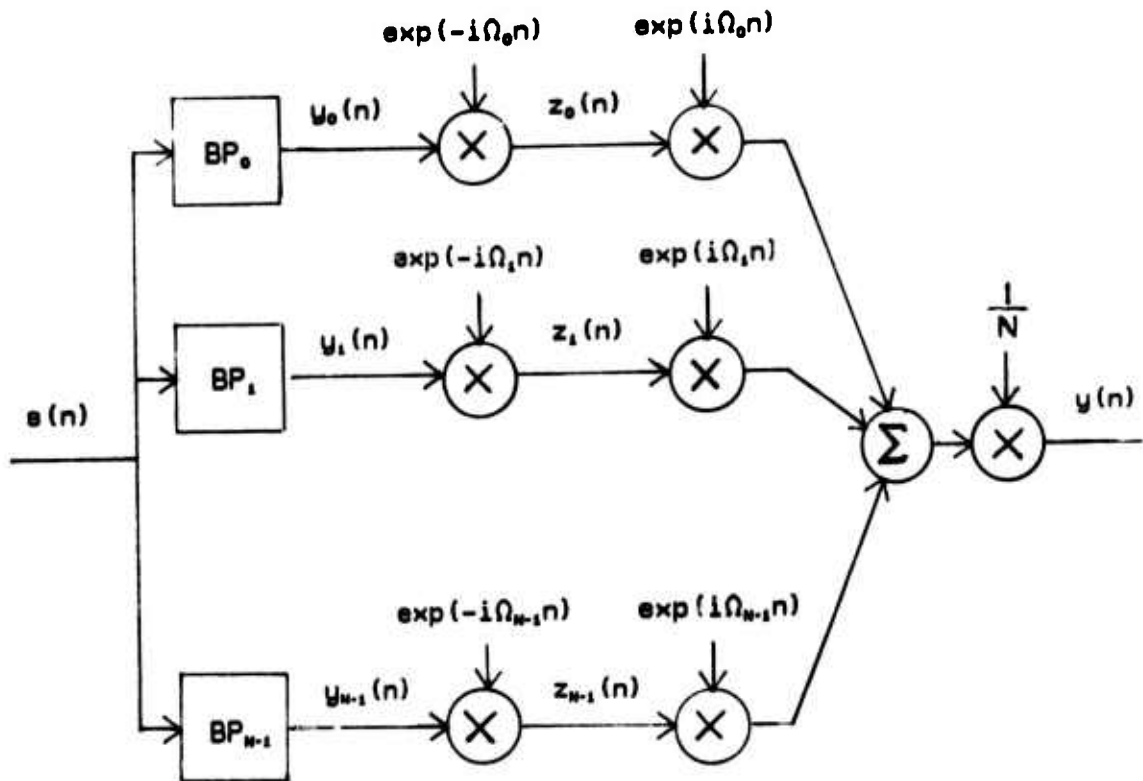 exp(-iΩ₀n) exp(iΩ₀n)
y₀(n) z₀(n)
BP₀ × ×
exp(-iΩ₁n) exp(iΩ₁n)
1/N
y₁(n) z₁(n)
BP₁ × ×
s(n) Σ × y(n)
exp(-iΩN-1n) exp(iΩN-1n)
yN-1(n) zN-1(n)
BPN-1 × ×